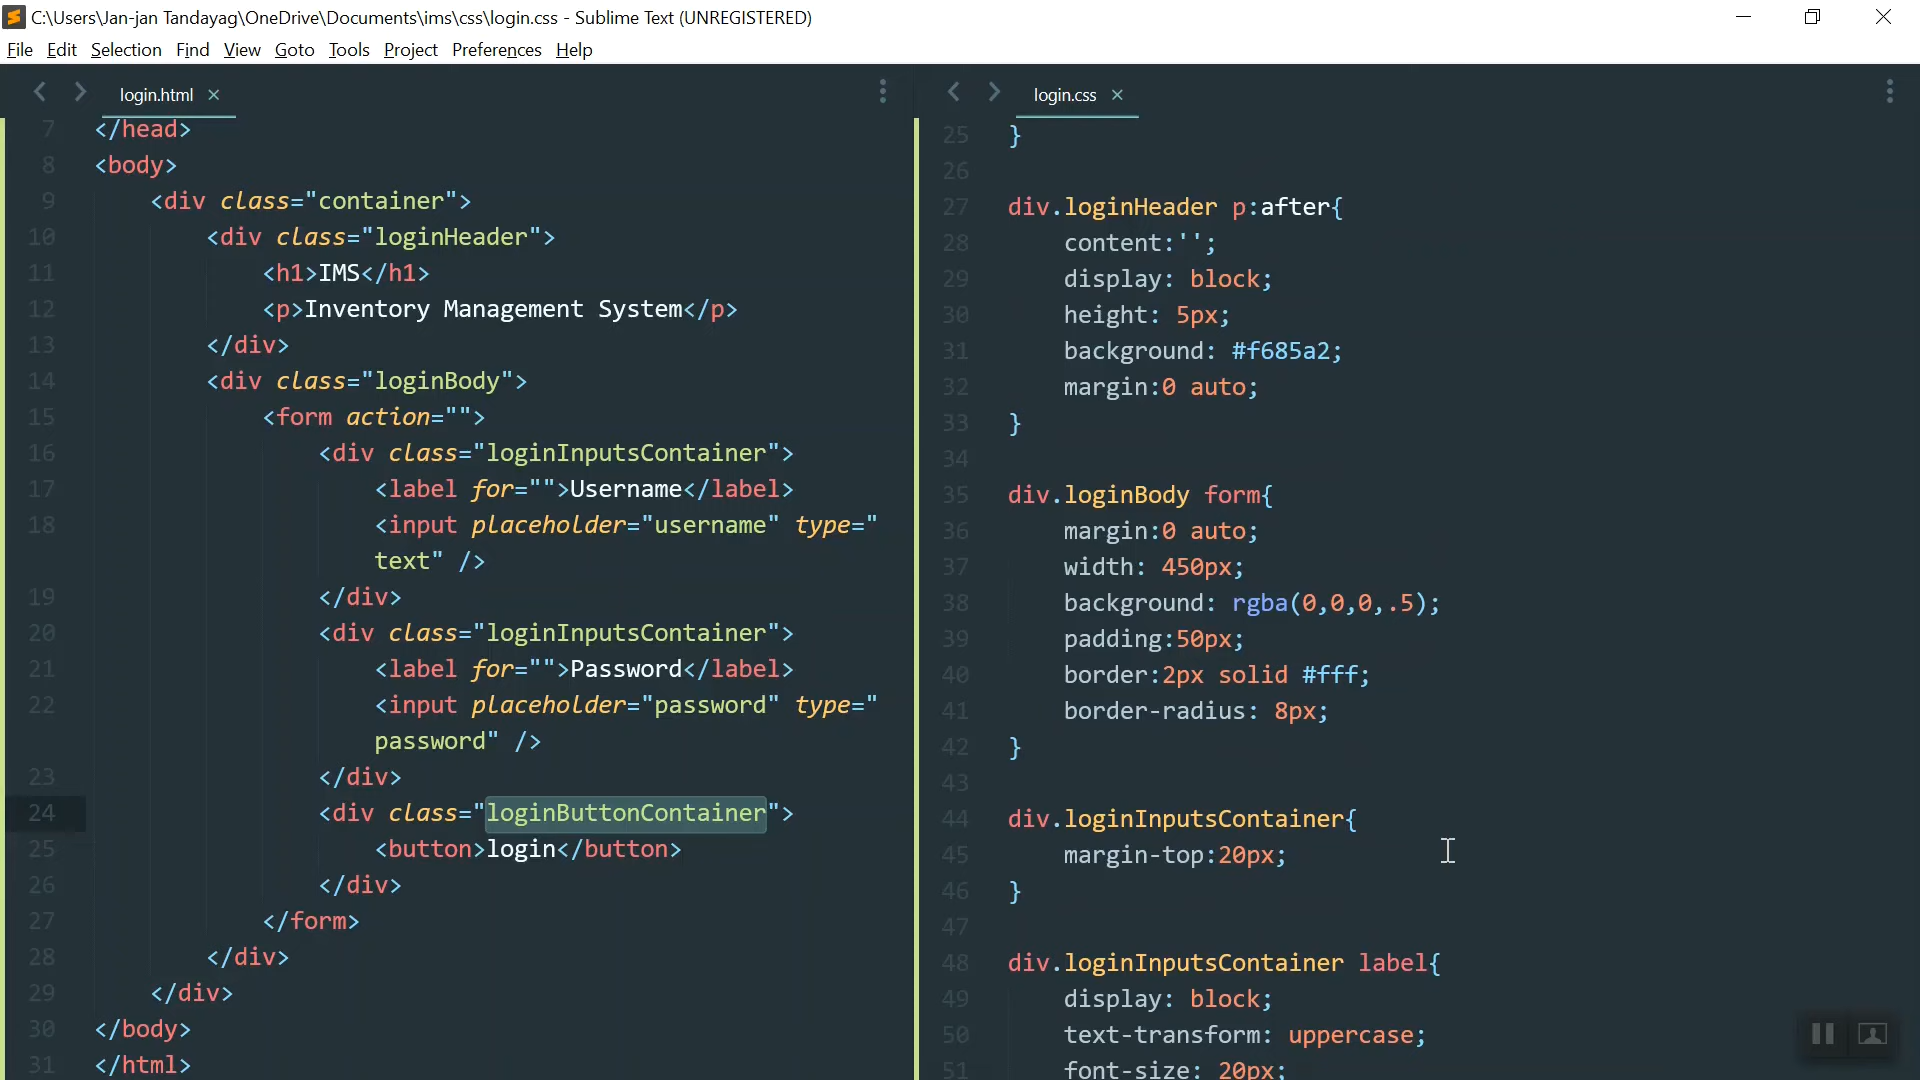 C:\Users\Jan-jan Tandayag\OneDrive\Documents\ims\css\login.css - Sublime Text (UNREGISTERED)
File Edit Selection Find View Goto Tools Project Preferences Help
login.html
7 </head>
8 <body>
9 <div class="container">
10 <div class="loginHeader">
11 <h1>IMS</h1>
12 <p>Inventory Management System</p>
13 </div>
14 <div class="loginBody">
15 <form action="">
16 <div class="loginInputsContainer">
17 <label for="">Username</label>
18 <input placeholder="username" type="
text" />
19 </div>
20 <div class="loginInputsContainer">
21 <label for="">Password</label>
22 <input placeholder="password" type="
password" />
23 </div>
24 <div class="loginButtonContainer">
25 <button>login</button>
26 </div>
27 </form>
28 </div>
29 </div>
30 </body>
31 </html>
login.css
25 }
26
27 div.loginHeader p:after{
28 content:'';
29 display: block;
30 height: 5px;
31 background: #f685a2;
32 margin:0 auto;
33 }
34
35 div.loginBody form{
36 margin:0 auto;
37 width: 450px;
38 background: rgba(0,0,0,.5);
39 padding:50px;
40 border:2px solid #fff;
41 border-radius: 8px;
42 }
43
44 div.loginInputsContainer{
45 margin-top:20px;
46 }
47
48 div.loginInputsContainer label{
49 display: block;
50 text-transform: uppercase;
51 font-size: 20px;